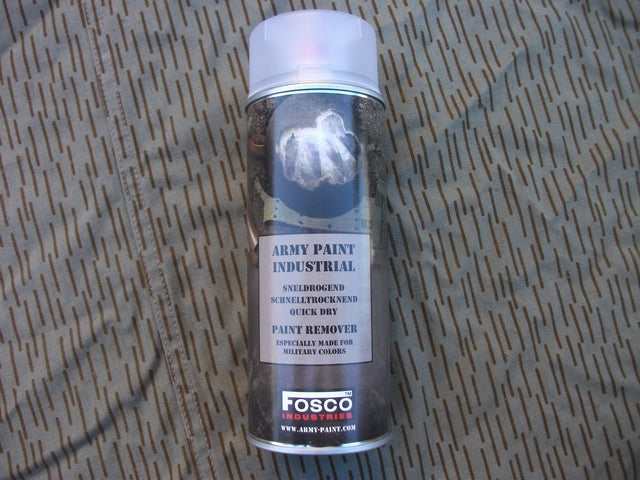 ARMY PAINT
INDUSTRIAL
SNELDROGEND
SCHNELLTROCKNEND
QUICK DRY
PAINT REMOVER
ESPECIALLY MADE FOR
MILITARY COLORS
FOSCO™
INDUSTRIES
WWW.ARMY-PAINT.COM